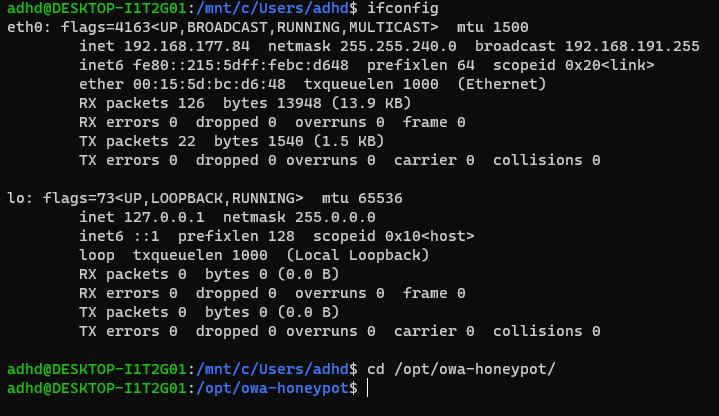 adhd@DESKTOP-I1T2G01:/mnt/c/Users/adhd$ ifconfig
eth0: flags=4163<UP,BROADCAST,RUNNING,MULTICAST>  mtu 1500
        inet 192.168.177.84  netmask 255.255.240.0  broadcast 192.168.191.255
        inet6 fe80::215:5dff:febc:d648  prefixlen 64  scopeid 0x20<link>
        ether 00:15:5d:bc:d6:48  txqueuelen 1000  (Ethernet)
        RX packets 126  bytes 13948 (13.9 KB)
        RX errors 0  dropped 0  overruns 0  frame 0
        TX packets 22  bytes 1540 (1.5 KB)
        TX errors 0  dropped 0 overruns 0  carrier 0  collisions 0

lo: flags=73<UP,LOOPBACK,RUNNING>  mtu 65536
        inet 127.0.0.1  netmask 255.0.0.0
        inet6 ::1  prefixlen 128  scopeid 0x10<host>
        loop  txqueuelen 1000  (Local Loopback)
        RX packets 0  bytes 0 (0.0 B)
        RX errors 0  dropped 0  overruns 0  frame 0
        TX packets 0  bytes 0 (0.0 B)
        TX errors 0  dropped 0 overruns 0  carrier 0  collisions 0

adhd@DESKTOP-I1T2G01:/mnt/c/Users/adhd$ cd /opt/owa-honeypot/
adhd@DESKTOP-I1T2G01:/opt/owa-honeypot$